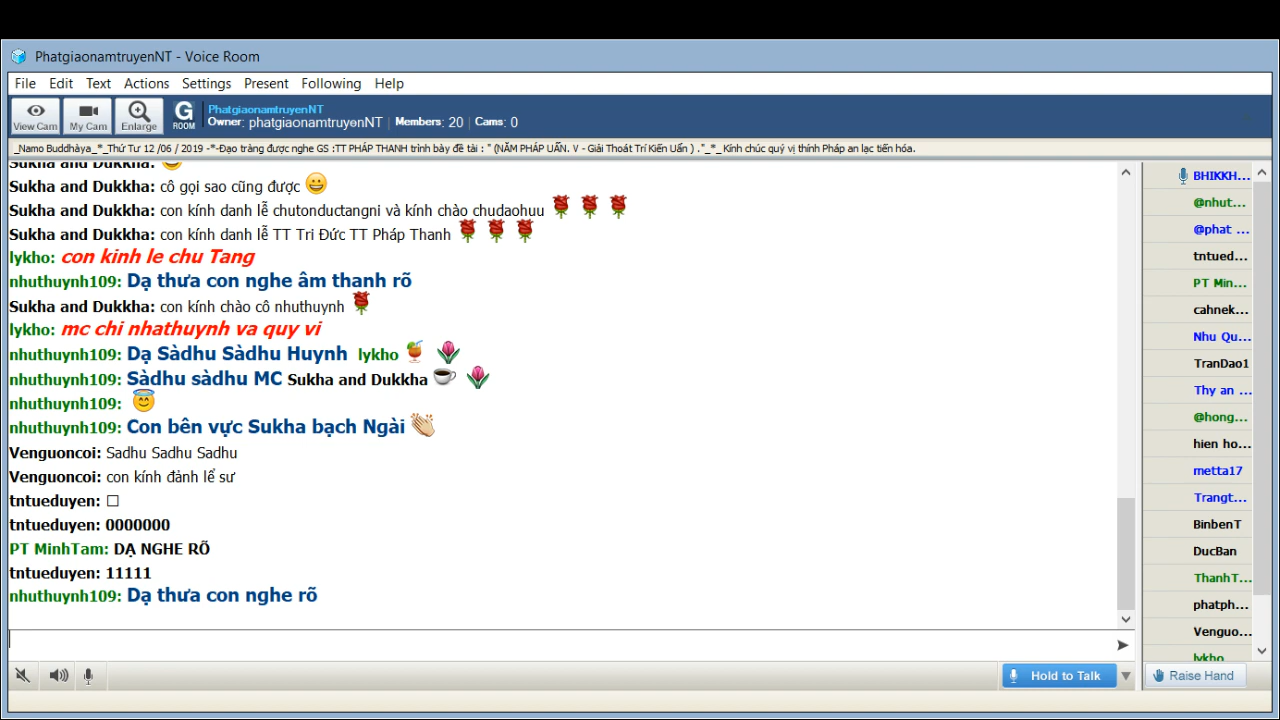 PhatgiaonamtruyenNT - Voice Room
File Edit Text Actions Settings Present Following Help
View Cam My Cam Enlarge G ROOM PhatgiaonamtruyenNT
Owner: phatgiaonamtruyenNT | Members: 20 | Cams: 0
_Namo Buddhàya_*_Thứ Tư 12 /06 / 2019 -*-Đạo tràng được nghe GS :TT PHÁP THANH trình bày đề tài : " (NĂM PHÁP UẨN. V - Giải Thoát Trí Kiến Uẩn ) ."_*_ Kính chúc quý vị thính Pháp an lạc tiến hóa.
Sukha and Dukkha: 😀
Sukha and Dukkha: cô gọi sao cũng được 😀
Sukha and Dukkha: con kính danh lễ chutonductangni và kính chào chudaohuu 🌹 🌹 🌹
Sukha and Dukkha: con kính danh lễ TT Tri Đức TT Pháp Thanh 🌹 🌹 🌹
lykho: con kinh le chu Tang
nhuthuynh109: Dạ thưa con nghe âm thanh rõ
Sukha and Dukkha: con kính chào cô nhuthuynh 🌹
lykho: mc chi nhathuynh va quy vi
nhuthuynh109: Dạ Sàdhu Sàdhu Huynh lykho 🍹 🌷
nhuthuynh109: Sàdhu sàdhu MC Sukha and Dukkha ☕ 🌷
nhuthuynh109: 😇
nhuthuynh109: Con bên vực Sukha bạch Ngài 👏
Venguoncoi: Sadhu Sadhu Sadhu
Venguoncoi: con kính đảnh lể sư
tntueduyen: □
tntueduyen: 0000000
PT MinhTam: DẠ NGHE RÕ
tntueduyen: 11111
nhuthuynh109: Dạ thưa con nghe rõ
BHIKKH...
@nhut...
@phat ...
tntued...
PT Min...
cahnek...
Nhu Qu...
TranDao1
Thy an ...
@hong...
hien ho...
metta17
Trangt...
BinbenT
DucBan
ThanhT...
phatph...
Venguo...
lykho
Hold to Talk
Raise Hand